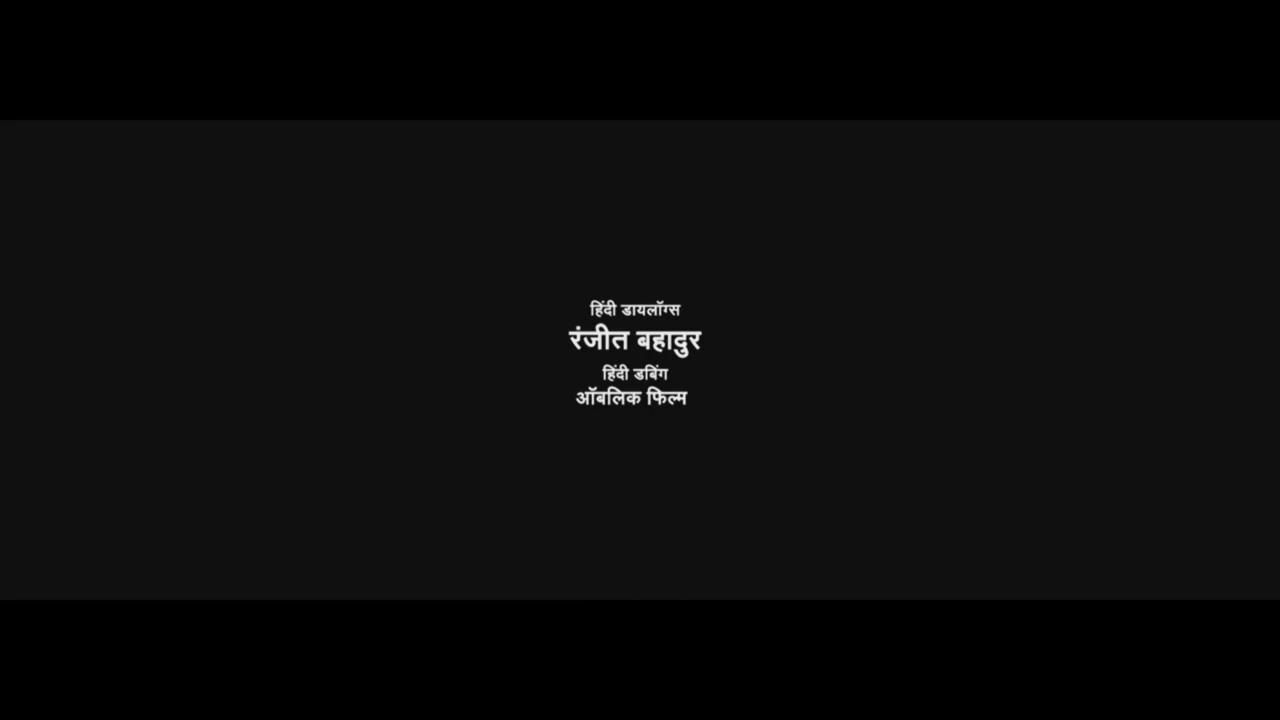 हिंदी डायलॉग्स
रंजीत बहादुर
हिंदी डबिंग
ऑबलिक फिल्म